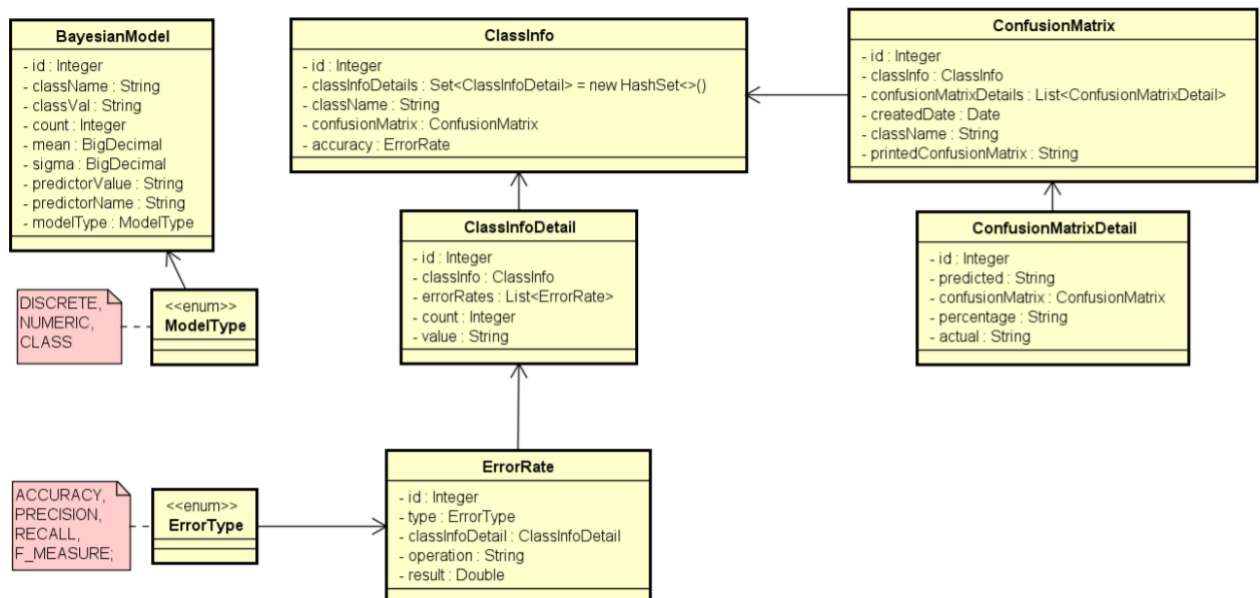 BayesianModel
- id : Integer
- className : String
- classVal : String
- count : Integer
- mean : BigDecimal
- sigma : BigDecimal
- predictorValue : String
- predictorName : String
- modelType : ModelType
DISCRETE,
NUMERIC,
CLASS
<<enum>>
ModelType
ClassInfo
- id : Integer
- classInfoDetails : Set<ClassInfoDetail> = new HashSet<>()
- className : String
- confusionMatrix : ConfusionMatrix
- accuracy : ErrorRate
ConfusionMatrix
- id : Integer
- classInfo : ClassInfo
- confusionMatrixDetails : List<ConfusionMatrixDetail>
- createdDate : Date
- className : String
- printedConfusionMatrix : String
ClassInfoDetail
- id : Integer
- classInfo : ClassInfo
- errorRates : List<ErrorRate>
- count : Integer
- value : String
ConfusionMatrixDetail
- id : Integer
- predicted : String
- confusionMatrix : ConfusionMatrix
- percentage : String
- actual : String
ACCURACY,
PRECISION,
RECALL,
F_MEASURE;
<<enum>>
ErrorType
ErrorRate
- id : Integer
- type : ErrorType
- classInfoDetail : ClassInfoDetail
- operation : String
- result : Double